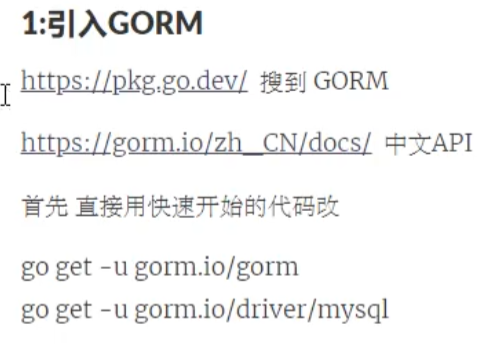 1:引入GORM
https://pkg.go.dev/ 搜到 GORM
https://gorm.io/zh_CN/docs/ 中文API
首先 直接用快速开始的代码改
go get -u gorm.io/gorm
go get -u gorm.io/driver/mysql